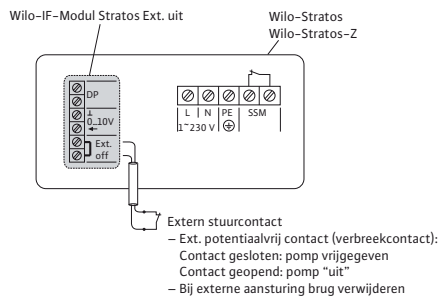 Wilo-IF-Modul Stratos Ext. uit
Wilo-Stratos
Wilo-Stratos-Z
DP
⊥
0...10V
Ext.
off
L N PE SSM
1~230 V
Extern stuurcontact
– Ext. potentiaalvrij contact (verbreekcontact):
Contact gesloten: pomp vrijgegeven
Contact geopend: pomp “uit”
– Bij externe aansturing brug verwijderen